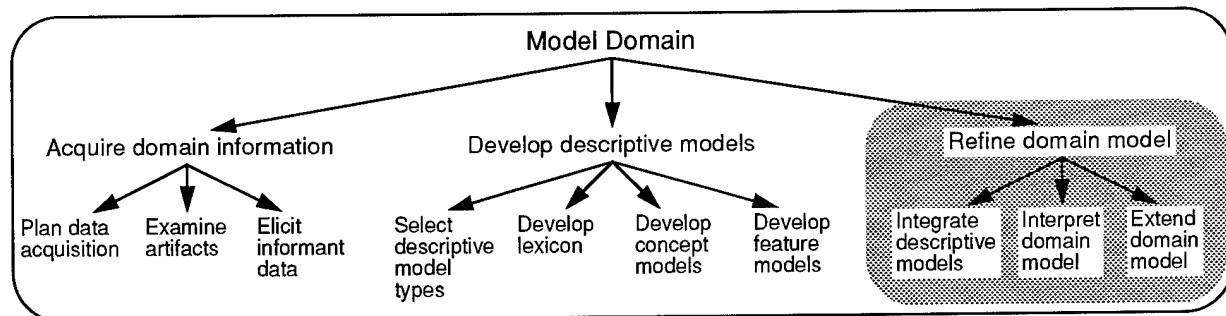 Model Domain
Acquire domain information
Develop descriptive models
Refine domain model
Plan data
acquisition
Examine
artifacts
Elicit
informant
data
Select
descriptive
model
types
Develop
lexicon
Develop
concept
models
Develop
feature
models
Integrate
descriptive
models
Interpret
domain
model
Extend
domain
model